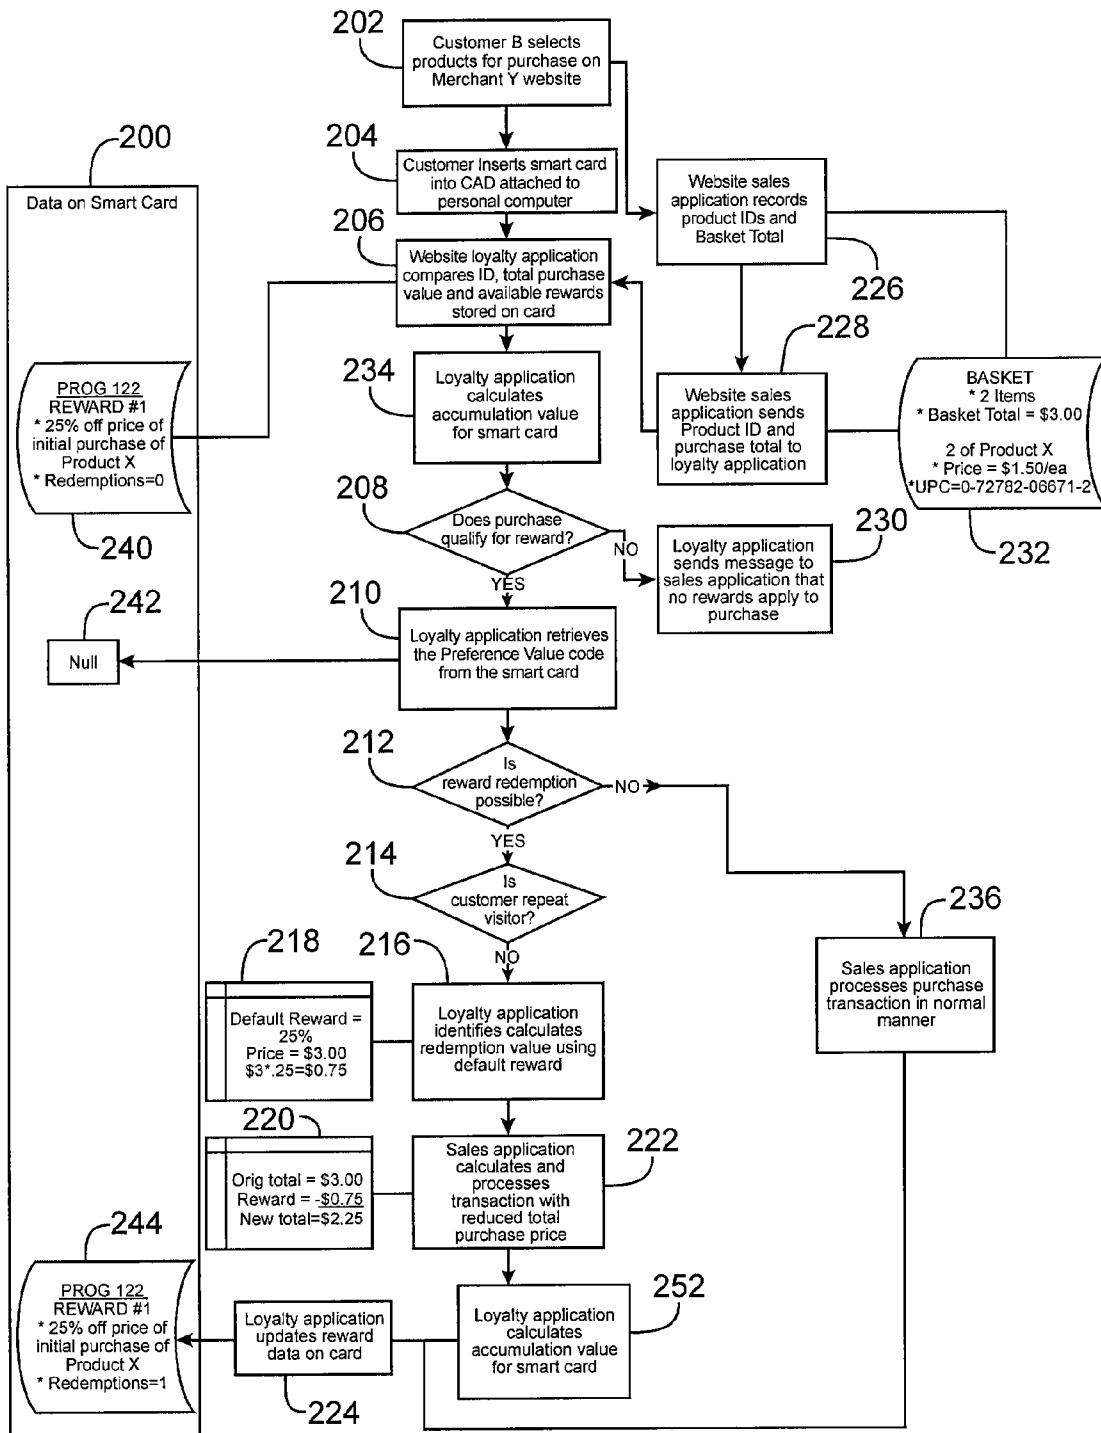 202
Customer B selects
products for purchase on
Merchant Y website
200
Data on Smart Card
204
Customer Inserts smart card
into CAD attached to
personal computer
Website sales
application records
product IDs and
Basket Total
226
206
Website loyalty application
compares ID, total purchase
value and available rewards
stored on card
228
234
Loyalty application
calculates
accumulation value
for smart card
Website sales
application sends
Product ID and
purchase total to
loyalty application
BASKET
* 2 Items
* Basket Total = $3.00
2 of Product X
* Price = $1.50/ea
*UPC=0-72782-06671-2
232
PROG 122
REWARD #1
* 25% off price of
initial purchase of
Product X
* Redemptions=0
240
208
Does purchase
qualify for reward?
NO
YES
230
Loyalty application
sends message to
sales application that
no rewards apply to
purchase
242
Null
210
Loyalty application retrieves
the Preference Value code
from the smart card
212
Is
reward redemption
possible?
NO
YES
214
Is
customer repeat
visitor?
NO
236
Sales application
processes purchase
transaction in normal
manner
218
Default Reward =
25%
Price = $3.00
$3*.25=$0.75
216
Loyalty application
identifies calculates
redemption value using
default reward
220
Orig total = $3.00
Reward = -$0.75
New total=$2.25
222
Sales application
calculates and
processes
transaction with
reduced total
purchase price
244
PROG 122
REWARD #1
* 25% off price of
initial purchase of
Product X
* Redemptions=1
Loyalty application
updates reward
data on card
224
252
Loyalty application
calculates
accumulation value
for smart card